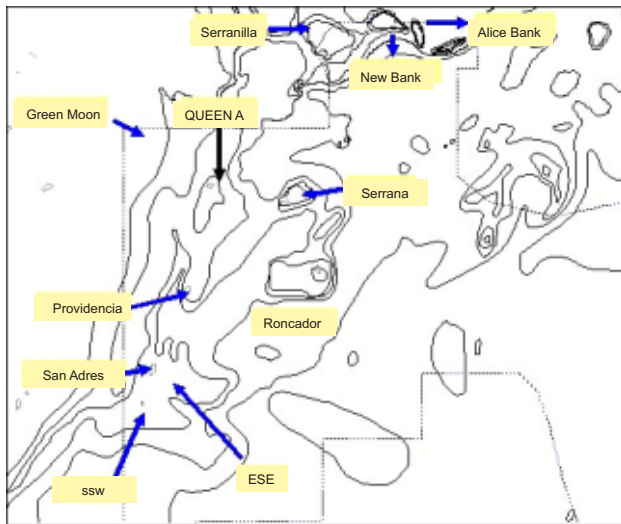 Serranilla
Alice Bank
New Bank
Green Moon
QUEEN A
Serrana
Providencia
Roncador
San Adres
ssw
ESE